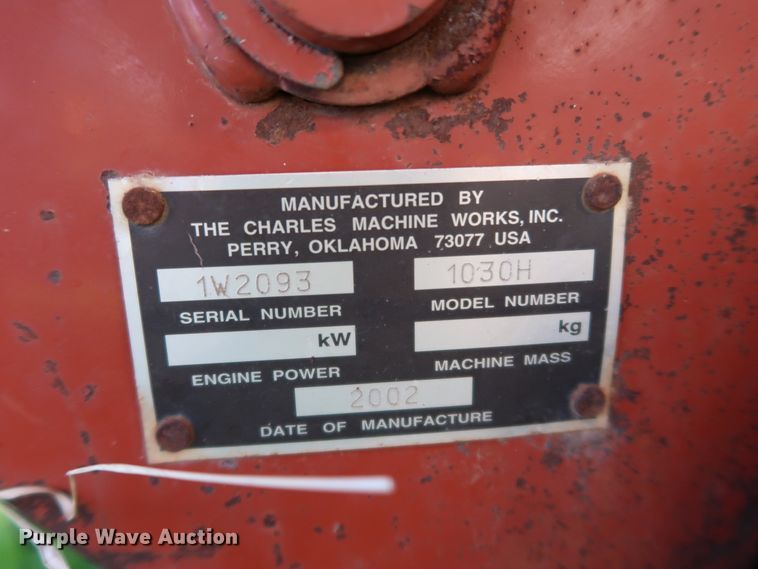 MANUFACTURED BY
THE CHARLES MACHINE WORKS, INC.
PERRY, OKLAHOMA 73077 USA
1W2093 1030H
SERIAL NUMBER MODEL NUMBER
kW kg
ENGINE POWER MACHINE MASS
2002
DATE OF MANUFACTURE
Purple Wave Auction®